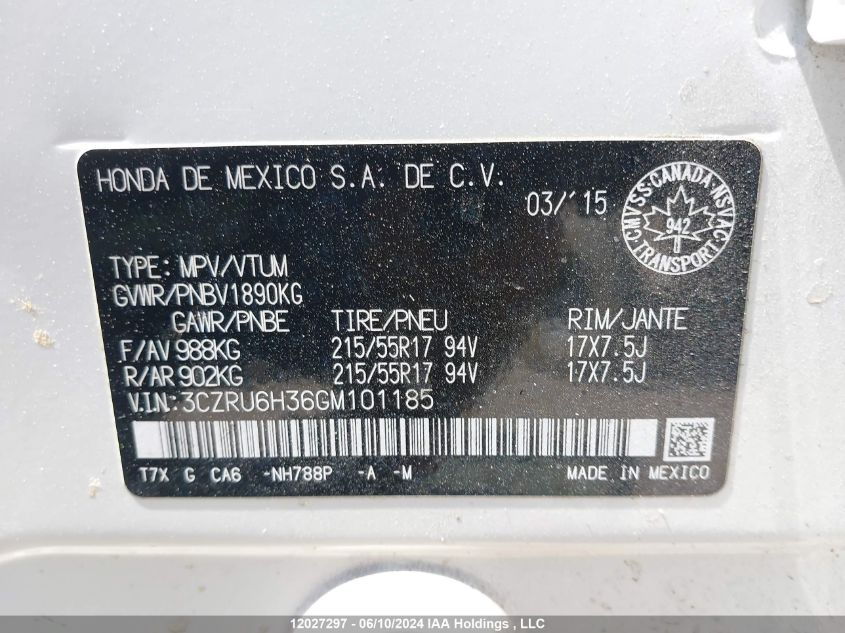 HONDA DE MEXICO S.A. DE C.V.
03/'15
CMVSS·CANADA·NSVAC
942
TRANSPORT
TYPE: MPV/VTUM
GVWR/PNBV1890KG
GAWR/PNBE TIRE/PNEU RIM/JANTE
F/AV 988KG 215/55R17 94V 17X7.5J
R/AR 902KG 215/55R17 94V 17X7.5J
V.I.N: 3CZRU6H36GM101185
T7X G CA6 -NH788P -A -M MADE IN MEXICO
12027297 - 06/10/2024 IAA Holdings , LLC